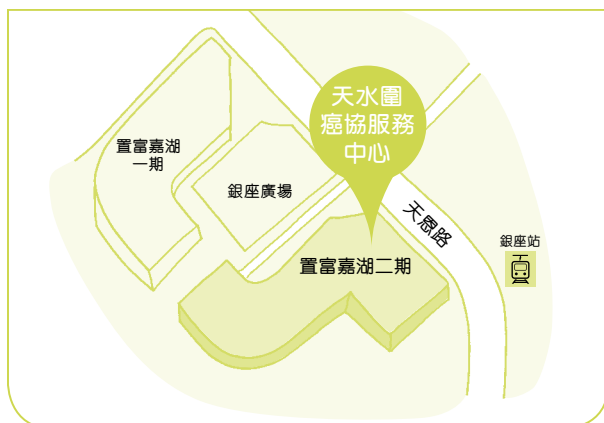 天水圍
癌協服務
中心
置富嘉湖
一期
銀座廣場
天恩路
銀座站
置富嘉湖二期